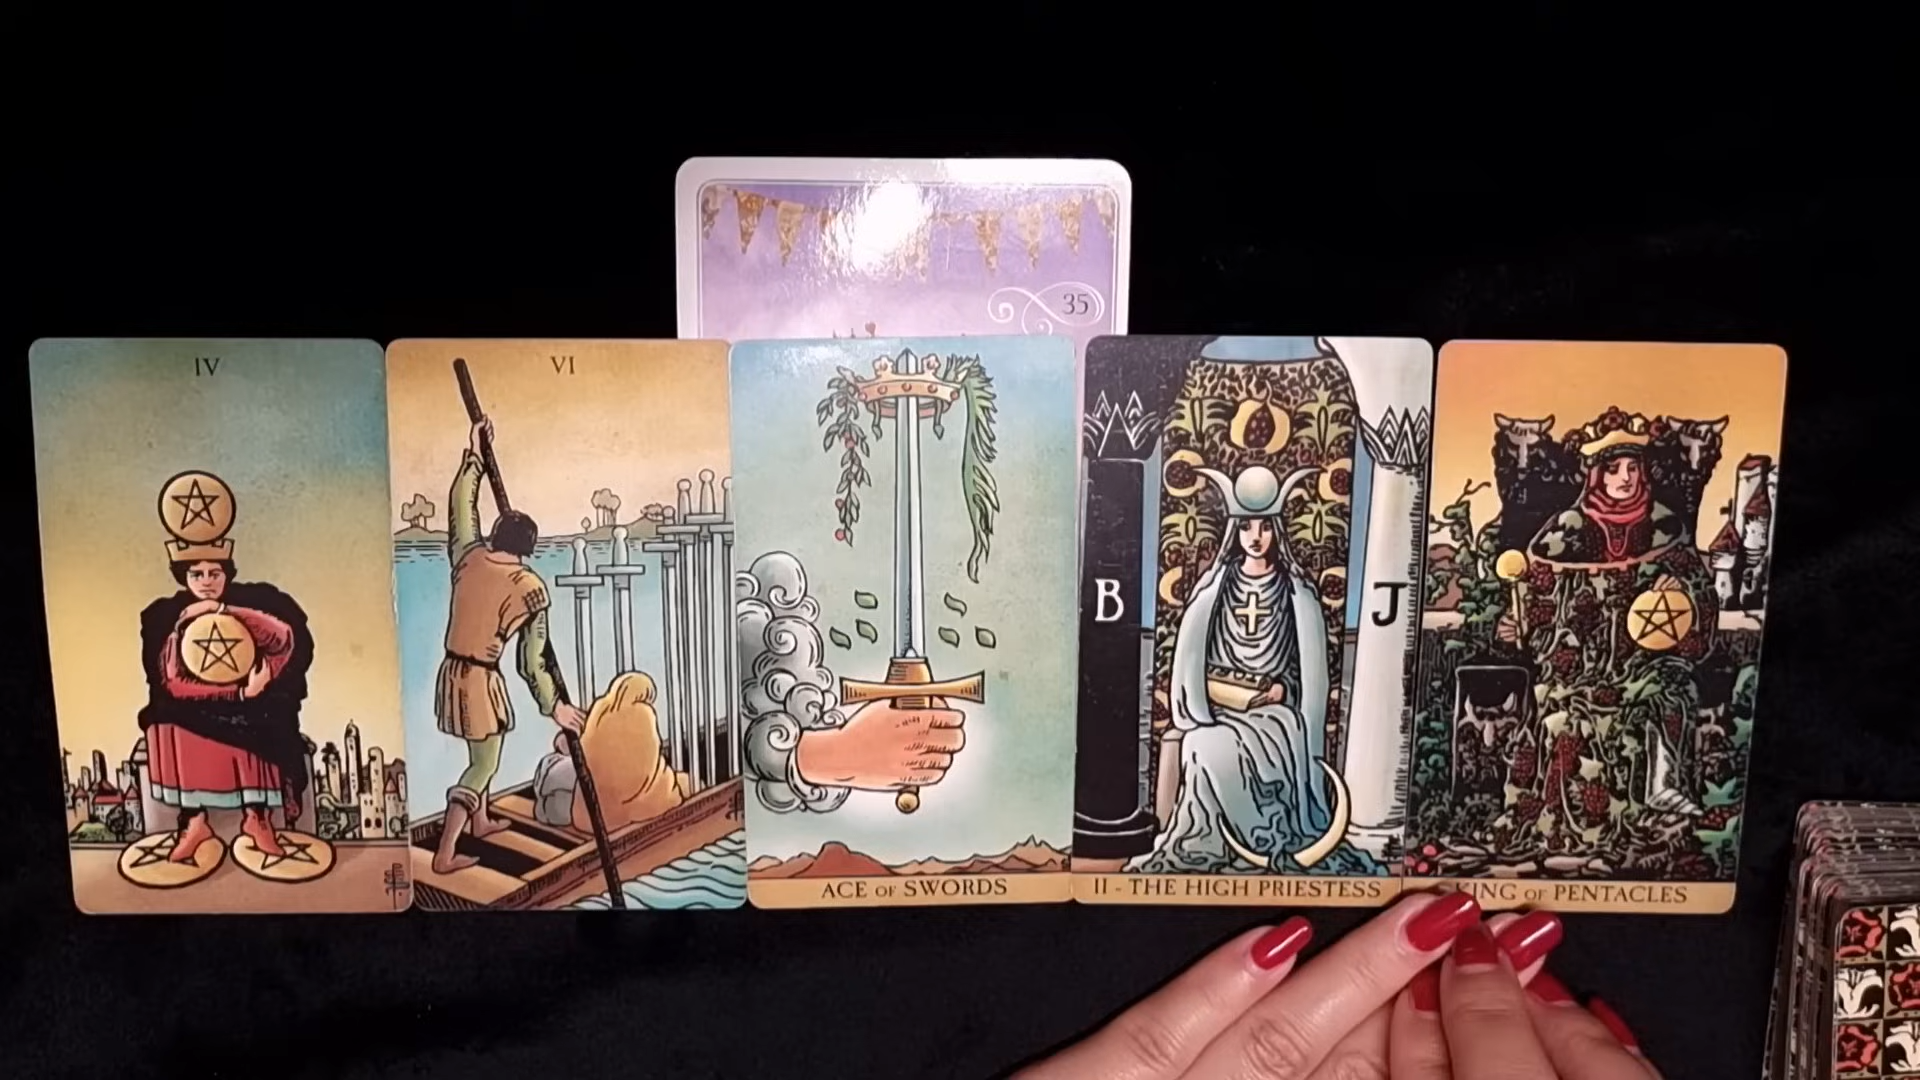 35
IV
VI
B
J
ACE OF SWORDS
II - THE HIGH PRIESTESS
KING OF PENTACLES